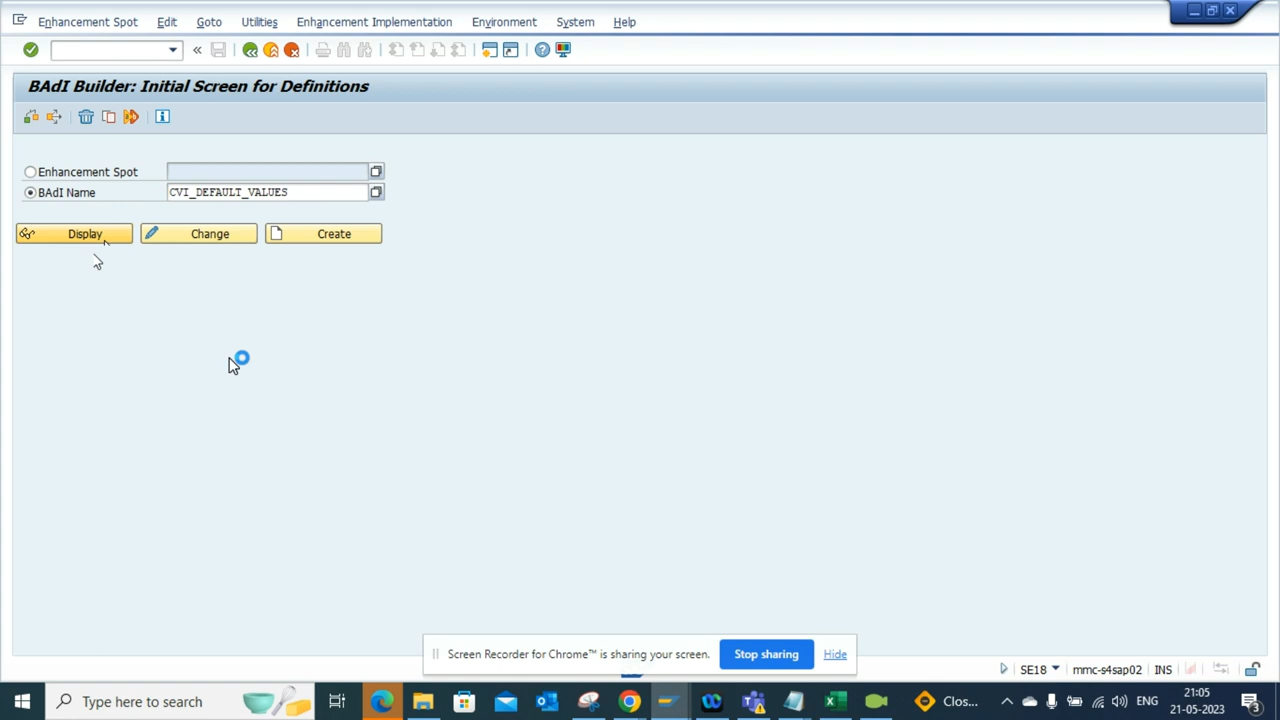 Enhancement Spot Edit Goto Utilities Enhancement Implementation Environment System Help
BAdI Builder: Initial Screen for Definitions
Enhancement Spot
BAdI Name CVI_DEFAULT_VALUES
Display Change Create
Screen Recorder for Chrome™ is sharing your screen. Stop sharing Hide
SE18 mmc-s4sap02 INS
Type here to search Clos... ENG 21:05
21-05-2023 3